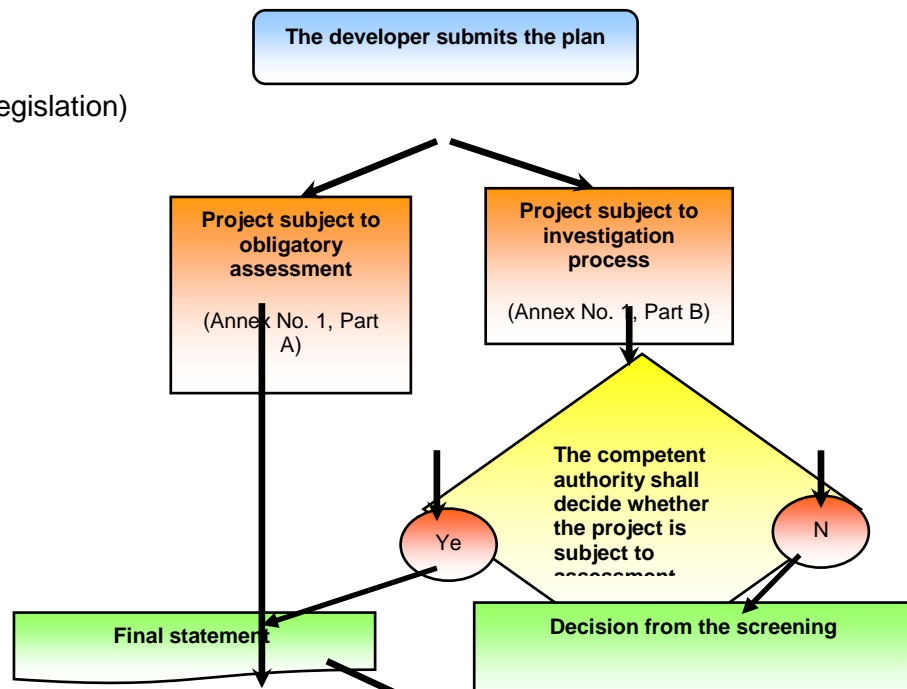 The developer submits the plan
egislation)
Project subject to
obligatory
assessment
(Annex No. 1, Part
A)
Project subject to
investigation
process
(Annex No. 1, Part B)
The competent
authority shall
decide whether
the project is
subject to
assessment
Ye
N
Final statement
Decision from the screening